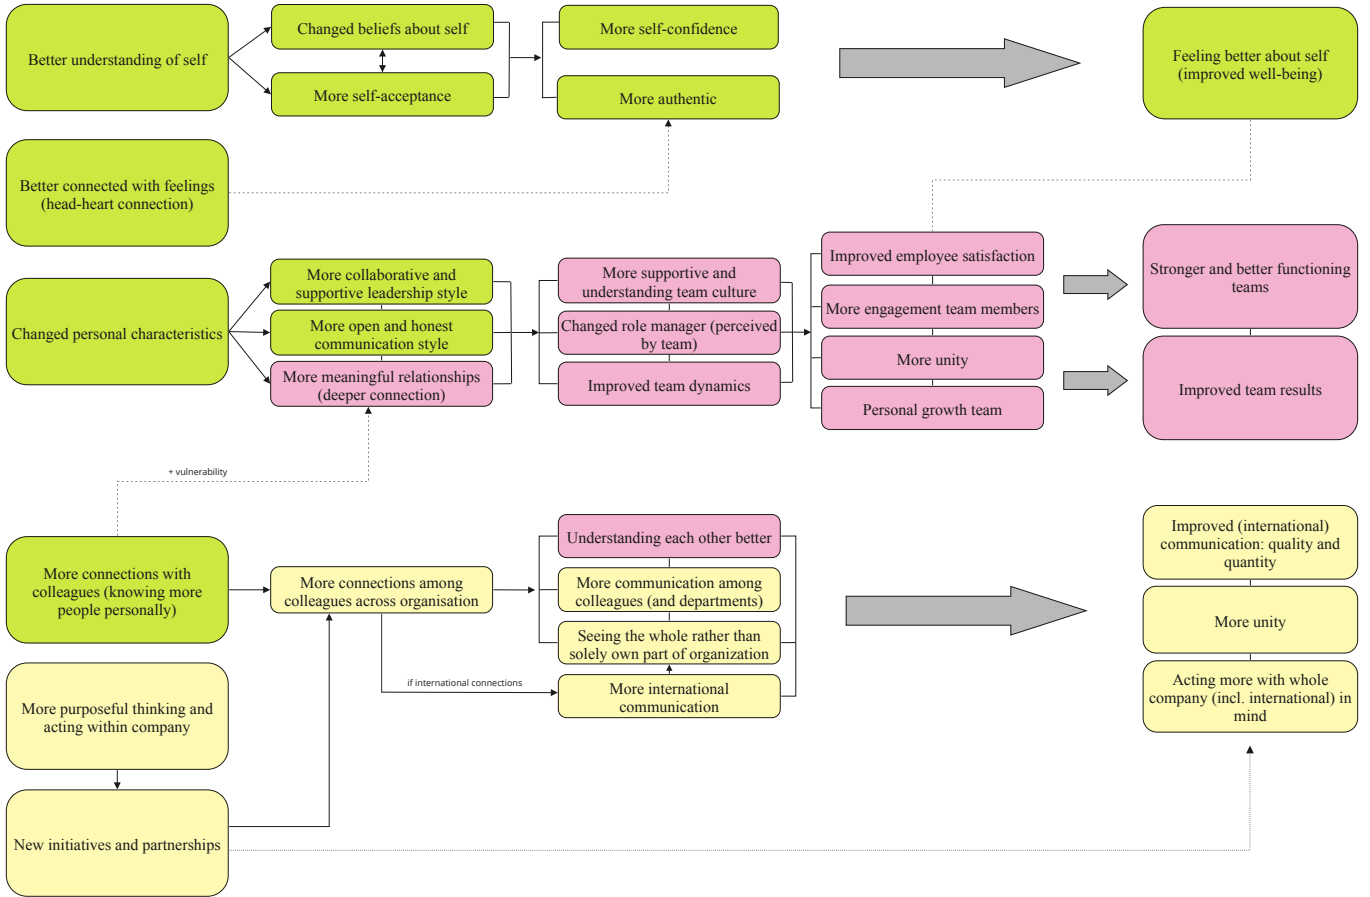 Better understanding of self
Changed beliefs about self
More self-acceptance
More self-confidence
More authentic
Feeling better about self
(improved well-being)
Better connected with feelings
(head-heart connection)
Changed personal characteristics
More collaborative and
supportive leadership style
More open and honest
communication style
More meaningful relationships
(deeper connection)
More supportive and
understanding team culture
Changed role manager (perceived
by team)
Improved team dynamics
Improved employee satisfaction
More engagement team members
More unity
Personal growth team
Stronger and better functioning
teams
Improved team results
+ vulnerability
More connections with
colleagues (knowing more
people personally)
More connections among
colleagues across organisation
if international connections
Understanding each other better
More communication among
colleagues (and departments)
Seeing the whole rather than
solely own part of organization
More international
communication
Improved (international)
communication: quality and
quantity
More unity
Acting more with whole
company (incl. international) in
mind
More purposeful thinking and
acting within company
New initiatives and partnerships